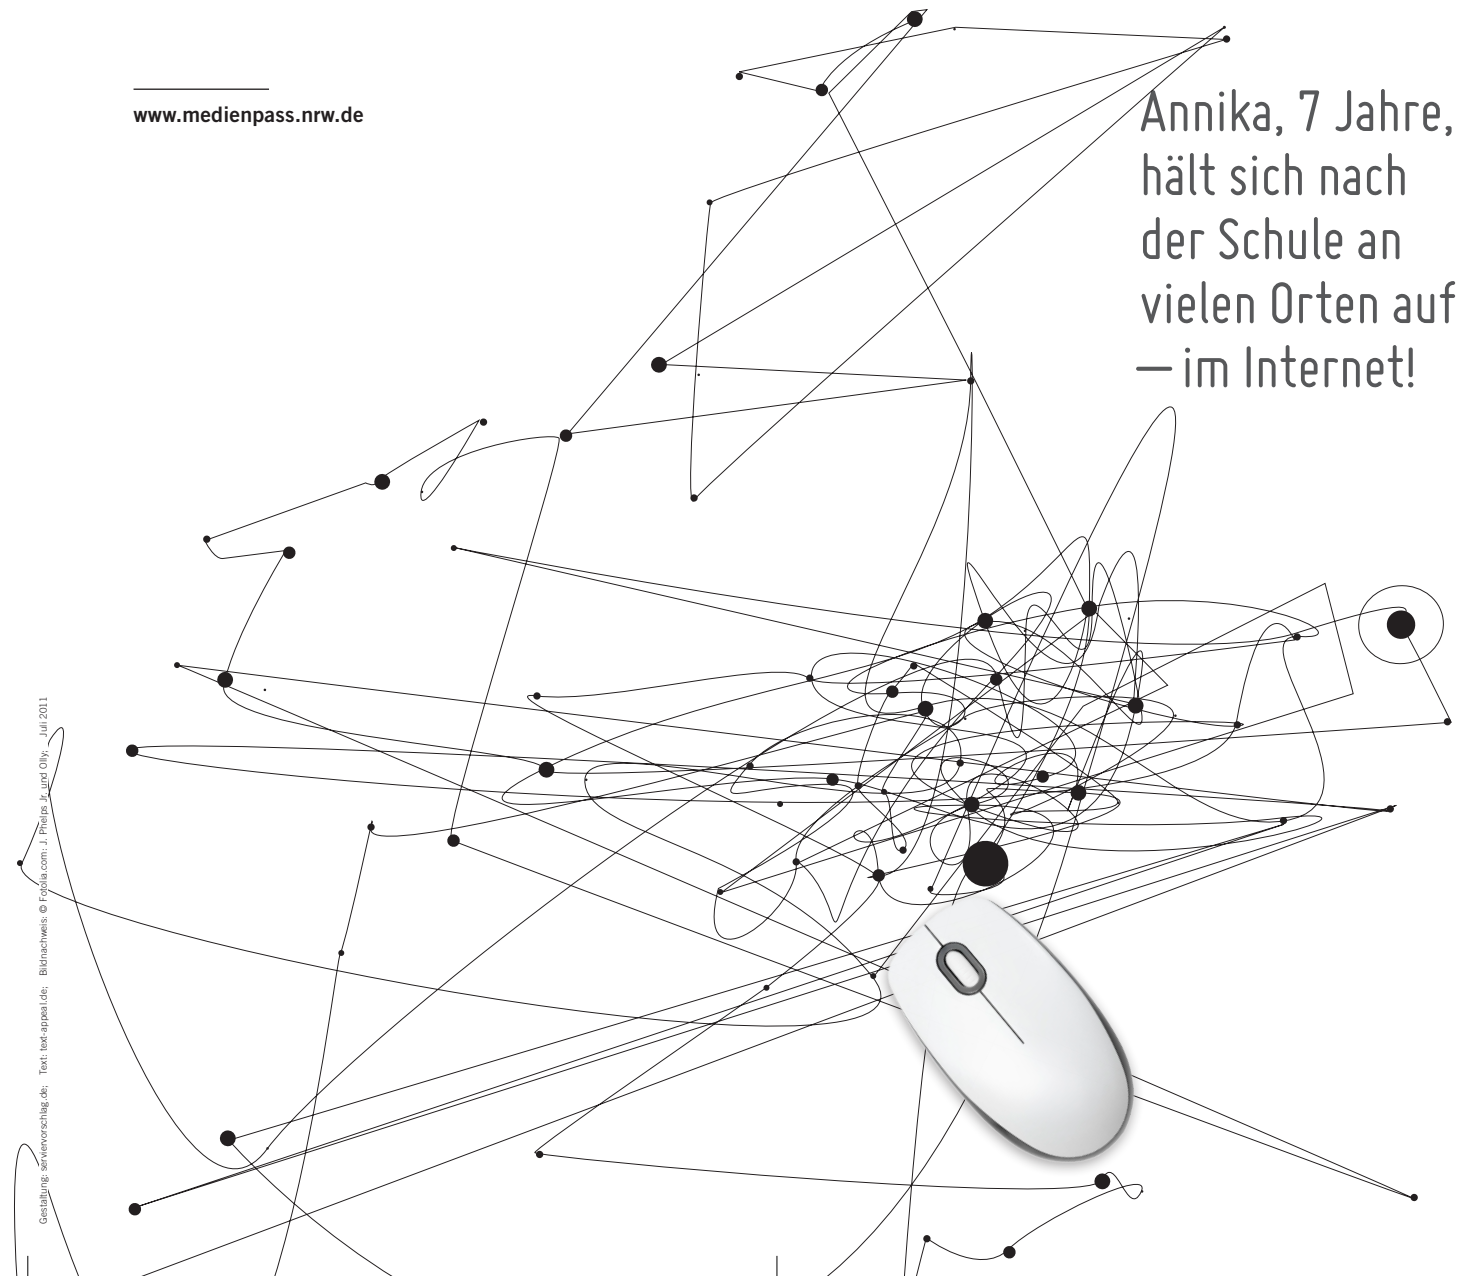 www.medienpass.nrw.de
Annika, 7 Jahre,
hält sich nach
der Schule an
vielen Orten auf
– im Internet!
Gestaltung: serviervorschlag.de; Text: text-appeal.de; Bildnachweis: © Fotolia.com: J. Phelps Jr. und Olly; Juli 2011